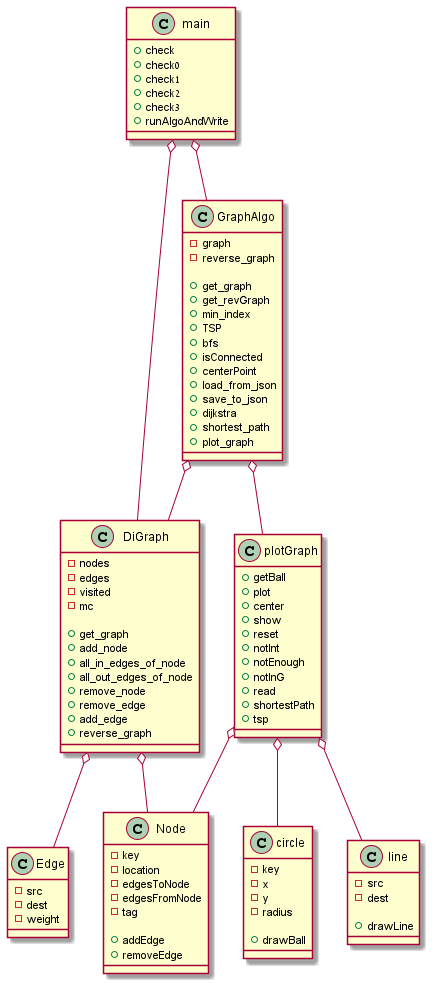 C main
check
check0
check1
check2
check3
runAlgoAndWrite
C GraphAlgo
graph
reverse_graph
get_graph
get_revGraph
min_index
TSP
bfs
isConnected
centerPoint
load_from_json
save_to_json
dijkstra
shortest_path
plot_graph
C DiGraph
nodes
edges
visited
mc
get_graph
add_node
all_in_edges_of_node
all_out_edges_of_node
remove_node
remove_edge
add_edge
reverse_graph
C plotGraph
getBall
plot
center
show
reset
notInt
notEnough
notInG
read
shortestPath
tsp
C Edge
src
dest
weight
C Node
key
location
edgesToNode
edgesFromNode
tag
addEdge
removeEdge
C circle
key
x
y
radius
drawBall
C line
src
dest
drawLine